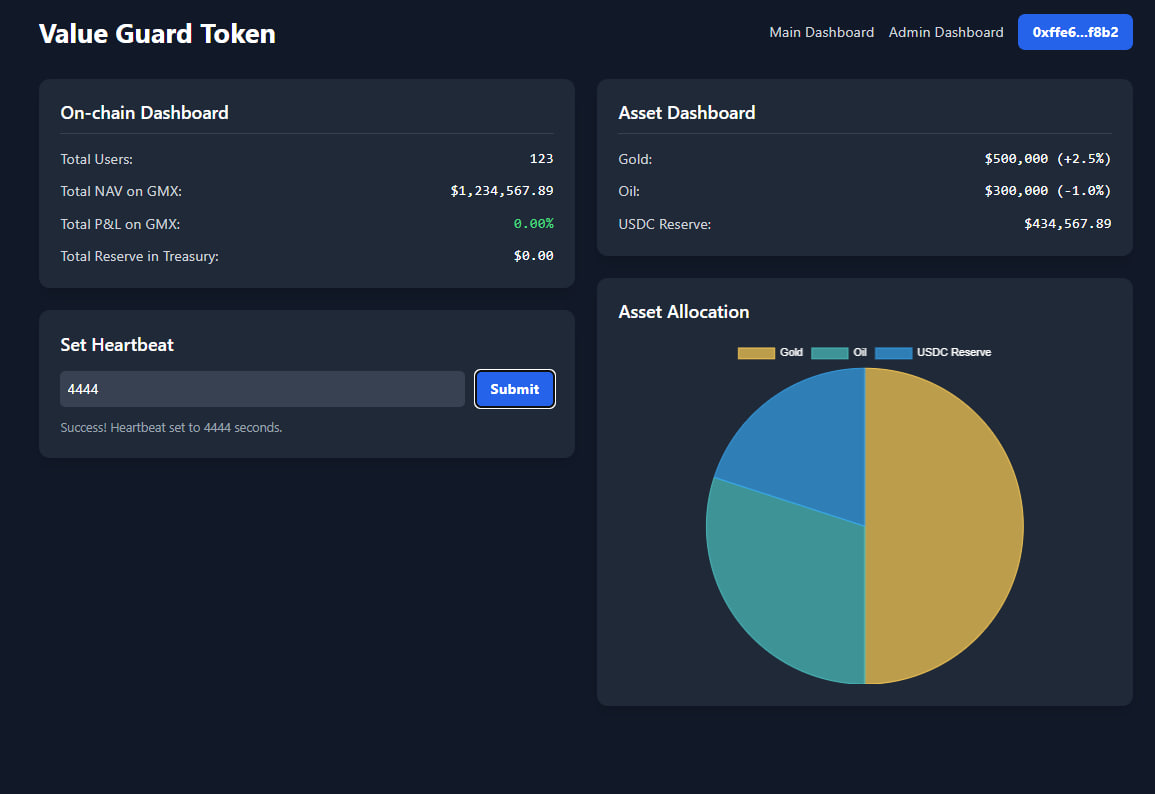 Value Guard Token
Main Dashboard Admin Dashboard 0xffe6...f8b2
On-chain Dashboard
Total Users: 123
Total NAV on GMX: $1,234,567.89
Total P&L on GMX: 0.00%
Total Reserve in Treasury: $0.00
Set Heartbeat
4444 Submit
Success! Heartbeat set to 4444 seconds.
Asset Dashboard
Gold: $500,000 (+2.5%)
Oil: $300,000 (-1.0%)
USDC Reserve: $434,567.89
Asset Allocation
Gold Oil USDC Reserve